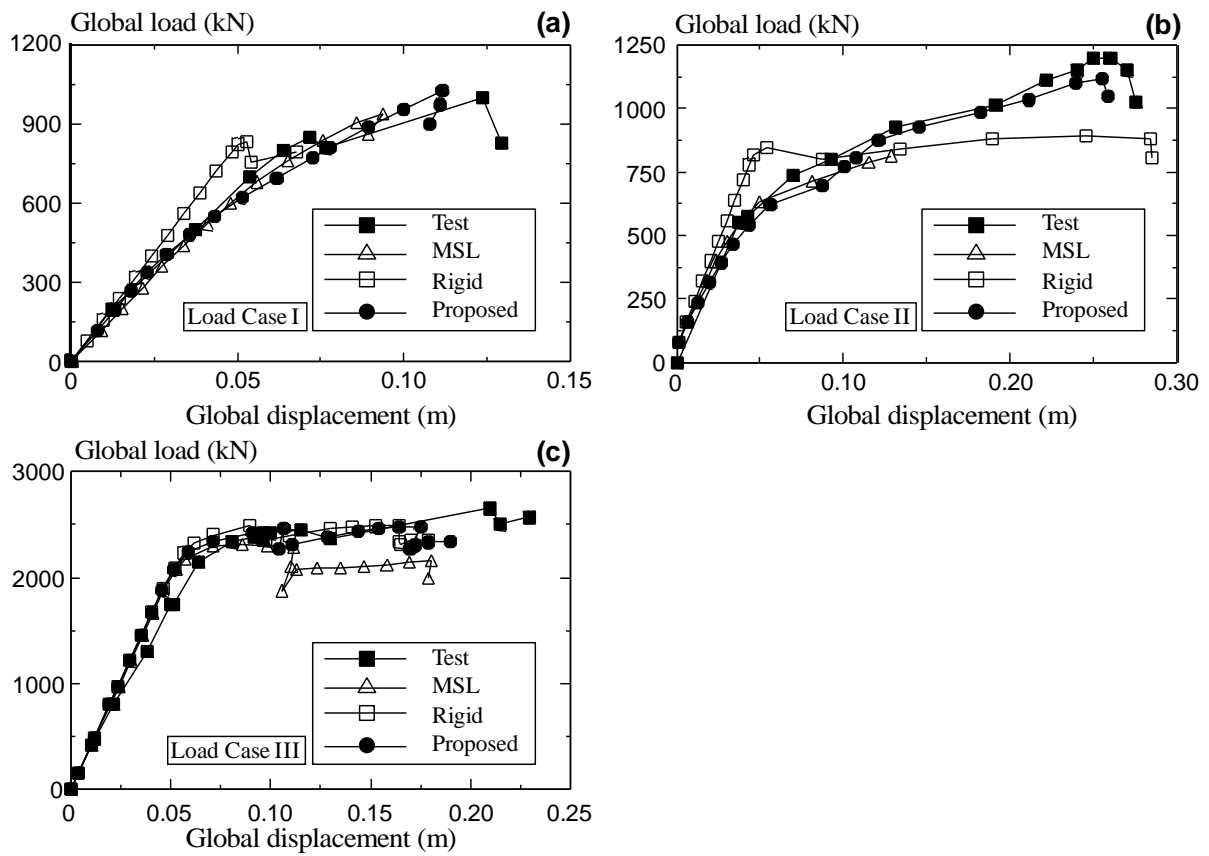 Global load (kN)
(a)
1200
900
600
300
0
Test
MSL
Rigid
Proposed
Load Case I
0 0.05 0.10 0.15
Global displacement (m)
Global load (kN)
(b)
1250
1000
750
500
250
0
Test
MSL
Rigid
Proposed
Load Case II
0 0.10 0.20 0.30
Global displacement (m)
Global load (kN)
(c)
3000
2000
1000
0
Test
MSL
Rigid
Proposed
Load Case III
0 0.05 0.10 0.15 0.20 0.25
Global displacement (m)